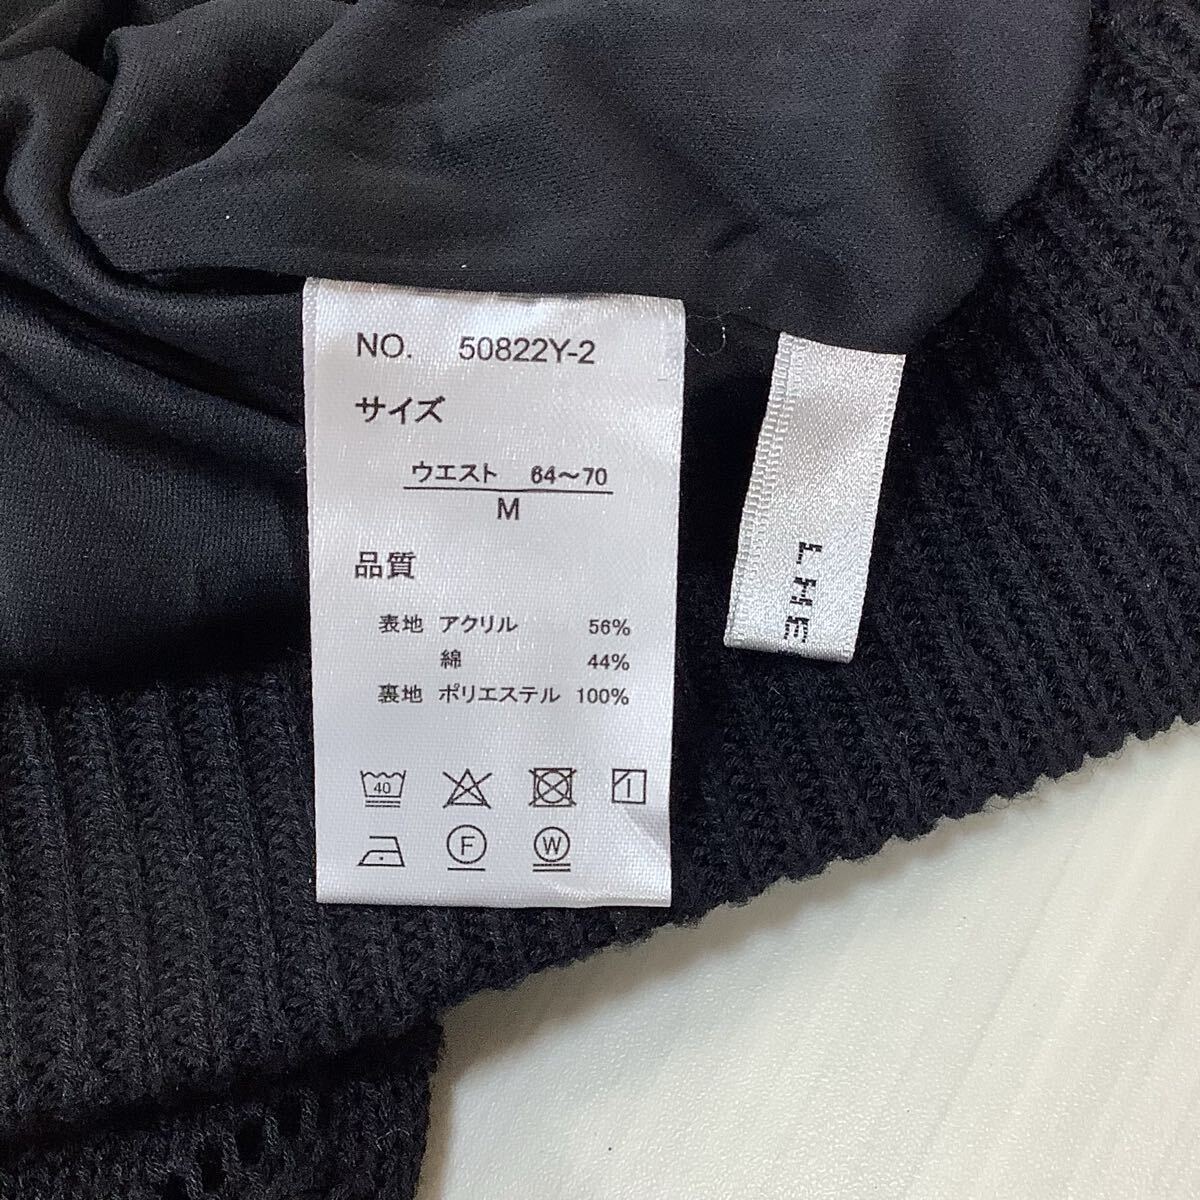 NO. 50822Y-2
サイズ
ウエスト 64～70
M
品質
表地 アクリル 56%
綿 44%
裏地 ポリエステル 100%
40
F
W